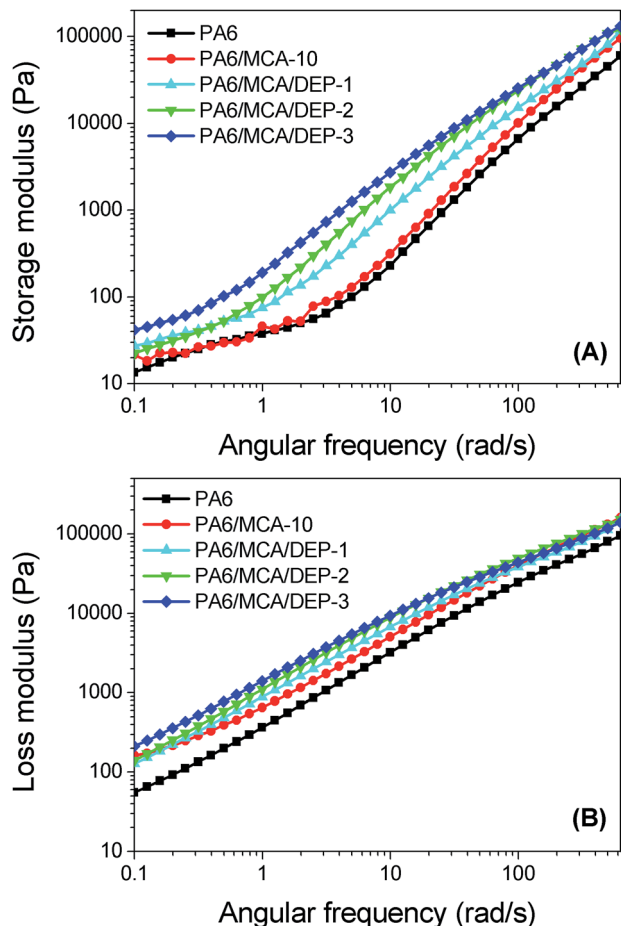 PA6
PA6/MCA-10
PA6/MCA/DEP-1
PA6/MCA/DEP-2
PA6/MCA/DEP-3
Storage modulus (Pa)
100000
10000
1000
100
10
0.1
1
10
100
(A)
Angular frequency (rad/s)
PA6
PA6/MCA-10
PA6/MCA/DEP-1
PA6/MCA/DEP-2
PA6/MCA/DEP-3
Loss modulus (Pa)
100000
10000
1000
100
10
0.1
1
10
100
(B)
Angular frequency (rad/s)